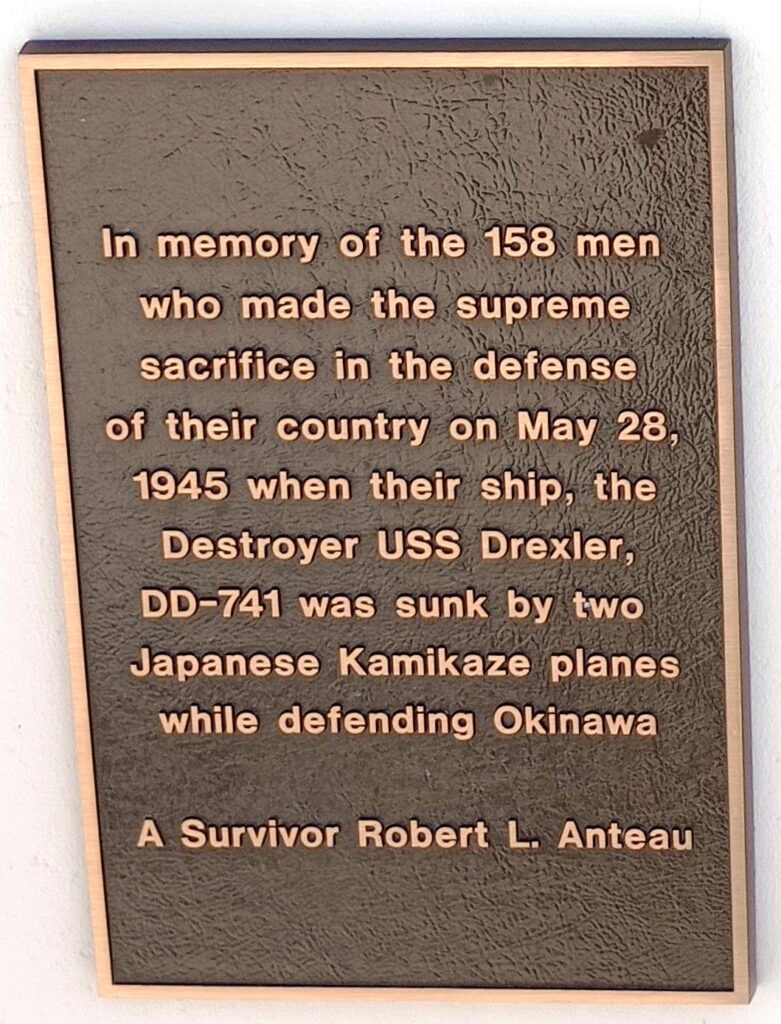 In memory of the 158 men
who made the supreme
sacrifice in the defense
of their country on May 28,
1945 when their ship, the
Destroyer USS Drexler,
DD-741 was sunk by two
Japanese Kamikaze planes
while defending Okinawa
A Survivor Robert L. Anteau